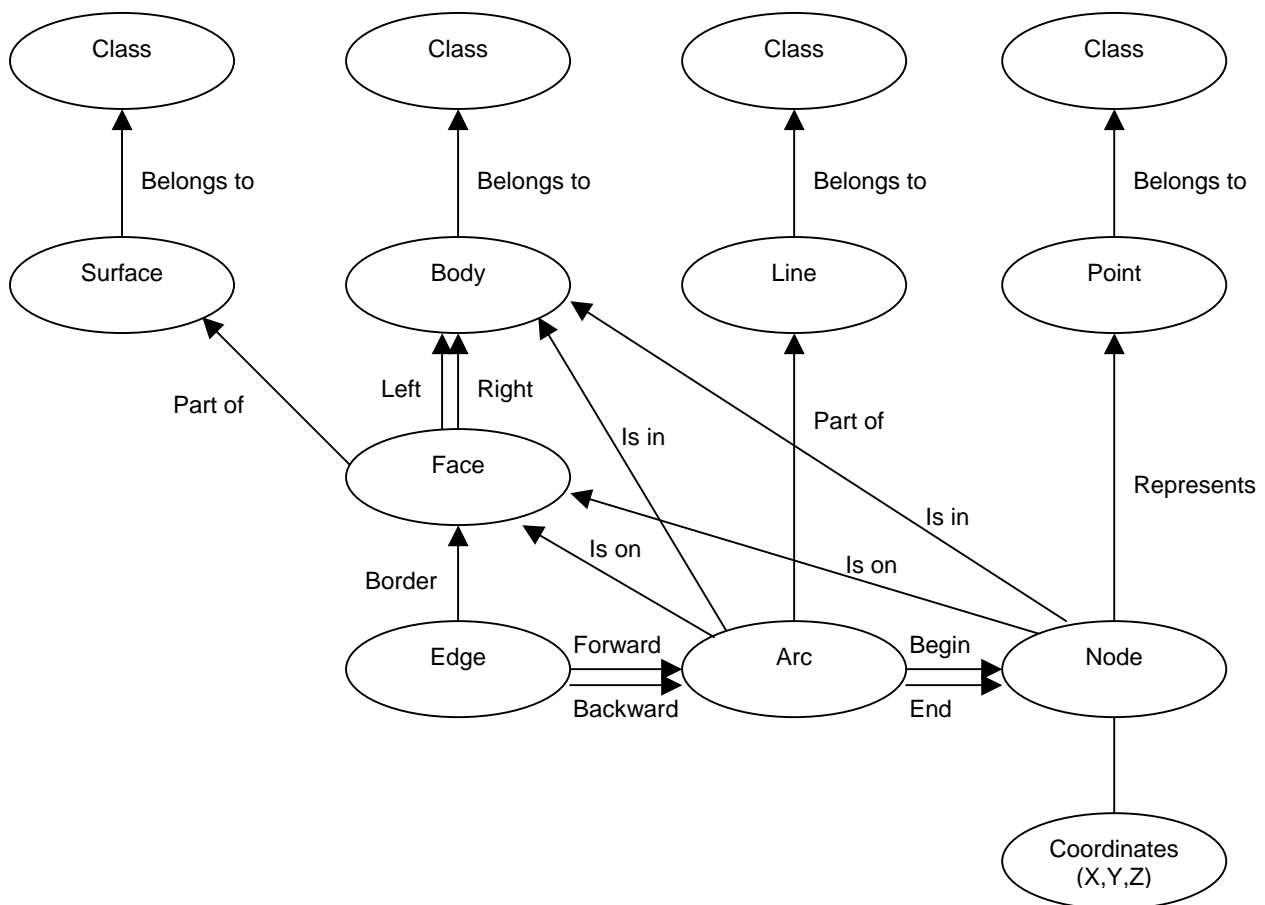 Class
Class
Class
Class
Belongs to
Belongs to
Belongs to
Belongs to
Surface
Body
Line
Point
Left
Right
Part of
Part of
Is in
Face
Represents
Is in
Is on
Is on
Border
Forward
Begin
Edge
Arc
Node
Backward
End
Coordinates
(X,Y,Z)